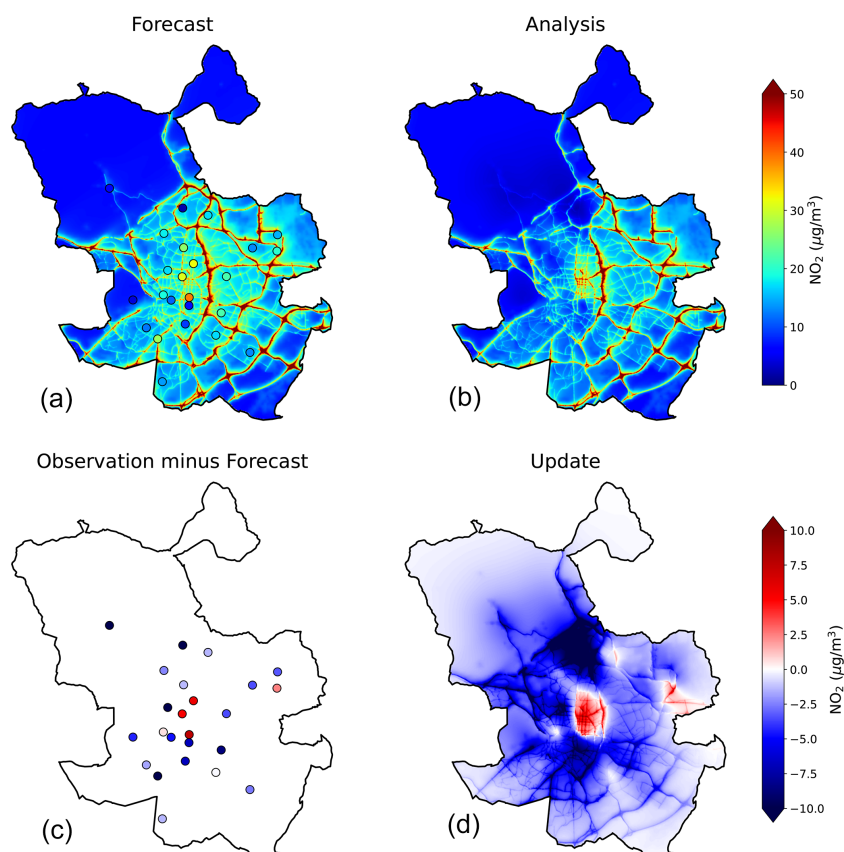 Forecast
Analysis
50
40
30
20
10
0
NO₂ (μg/m³)
(a)
(b)
Observation minus Forecast
Update
10.0
7.5
5.0
2.5
0.0
−2.5
−5.0
−7.5
−10.0
NO₂ (μg/m³)
(c)
(d)